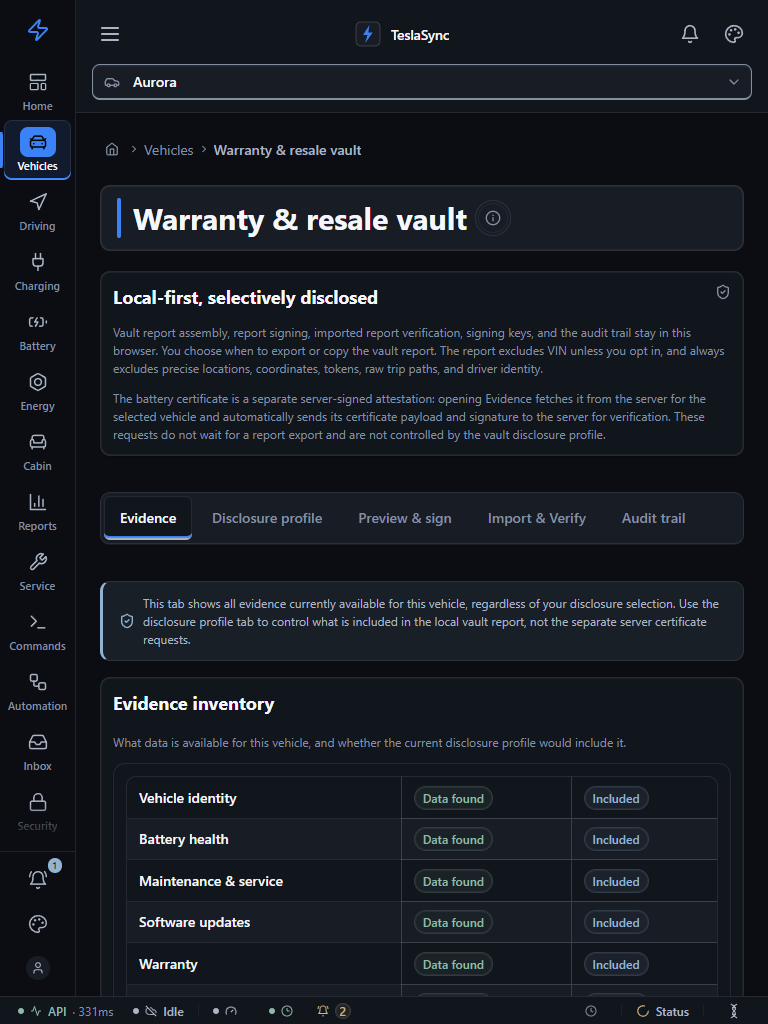 TeslaSync
Aurora
Home
Vehicles
Driving
Charging
Battery
Energy
Cabin
Reports
Service
Commands
Automation
Inbox
Security
1
Vehicles
Warranty & resale vault
Warranty & resale vault
Local-first, selectively disclosed
Vault report assembly, report signing, imported report verification, signing keys, and the audit trail stay in this
browser. You choose when to export or copy the vault report. The report excludes VIN unless you opt in, and always
excludes precise locations, coordinates, tokens, raw trip paths, and driver identity.
The battery certificate is a separate server-signed attestation: opening Evidence fetches it from the server for the
selected vehicle and automatically sends its certificate payload and signature to the server for verification. These
requests do not wait for a report export and are not controlled by the vault disclosure profile.
Evidence Disclosure profile Preview & sign Import & Verify Audit trail
This tab shows all evidence currently available for this vehicle, regardless of your disclosure selection. Use the
disclosure profile tab to control what is included in the local vault report, not the separate server certificate
requests.
Evidence inventory
What data is available for this vehicle, and whether the current disclosure profile would include it.
Vehicle identity Data found Included
Battery health Data found Included
Maintenance & service Data found Included
Software updates Data found Included
Warranty Data found Included
API · 331ms Idle 2 Status